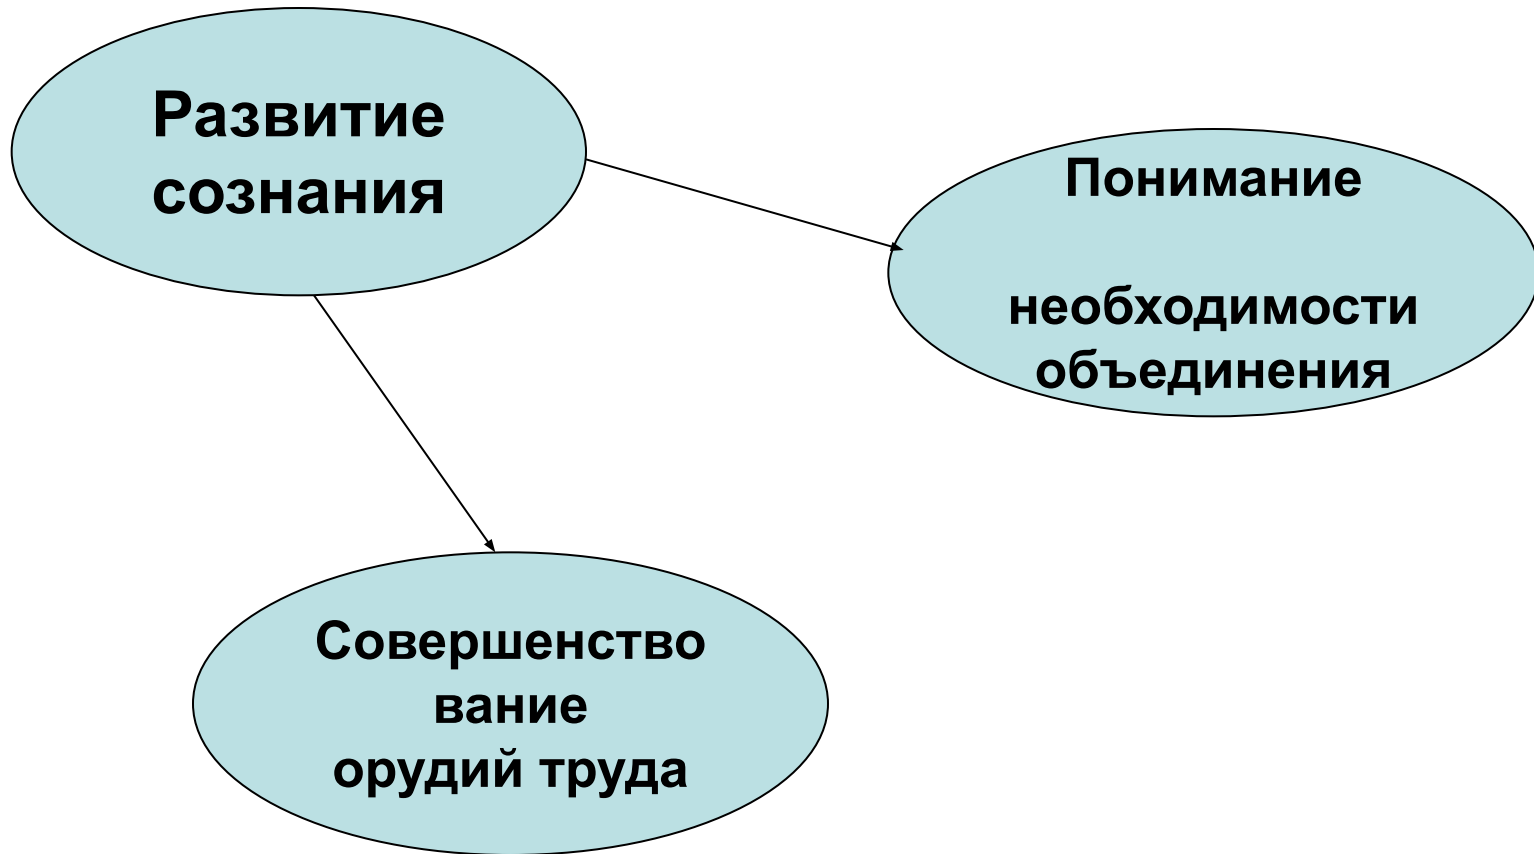 Развитие
сознания
Понимание
необходимости
объединения
Совершенство
вание
орудий труда